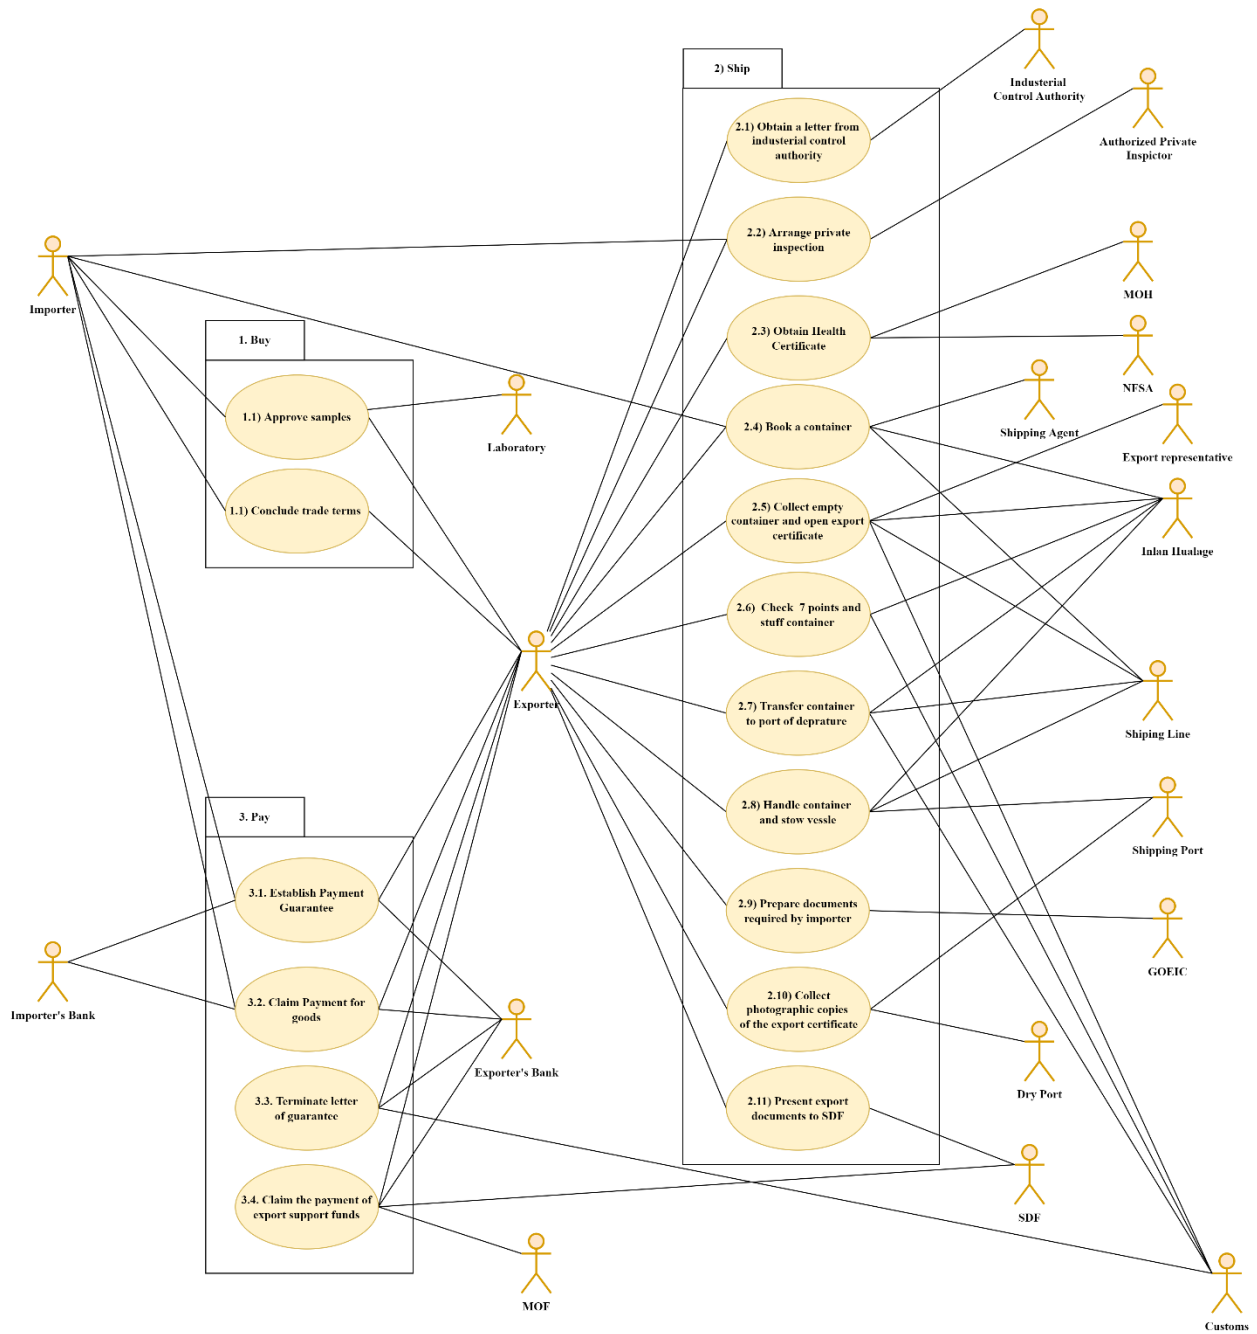 2) Ship
Industerial
Control Authority
Authorized Private
Inspictor
2.1) Obtain a letter from
industerial control
authority
2.2) Arrange private
inspection
Importer
MOH
1. Buy
2.3) Obtain Health
Certificate
NFSA
1.1) Approve samples
Laboratory
2.4) Book a container
Shipping Agent
Export representative
1.1) Conclude trade terms
2.5) Collect empty
container and open export
certificate
Inlan Hualage
2.6) Check 7 points and
stuff container
Exporter
2.7) Transfer container
to port of deprature
Shiping Line
3. Pay
2.8) Handle container
and stow vessle
Shipping Port
3.1. Establish Payment
Guarantee
2.9) Prepare documents
required by importer
GOEIC
Importer's Bank
3.2. Claim Payment for
goods
2.10) Collect
photographic copies
of the export certificate
Exporter's Bank
Dry Port
3.3. Terminate letter
of guarantee
2.11) Present export
documents to SDF
3.4. Claim the payment of
export support funds
SDF
MOF
Customs